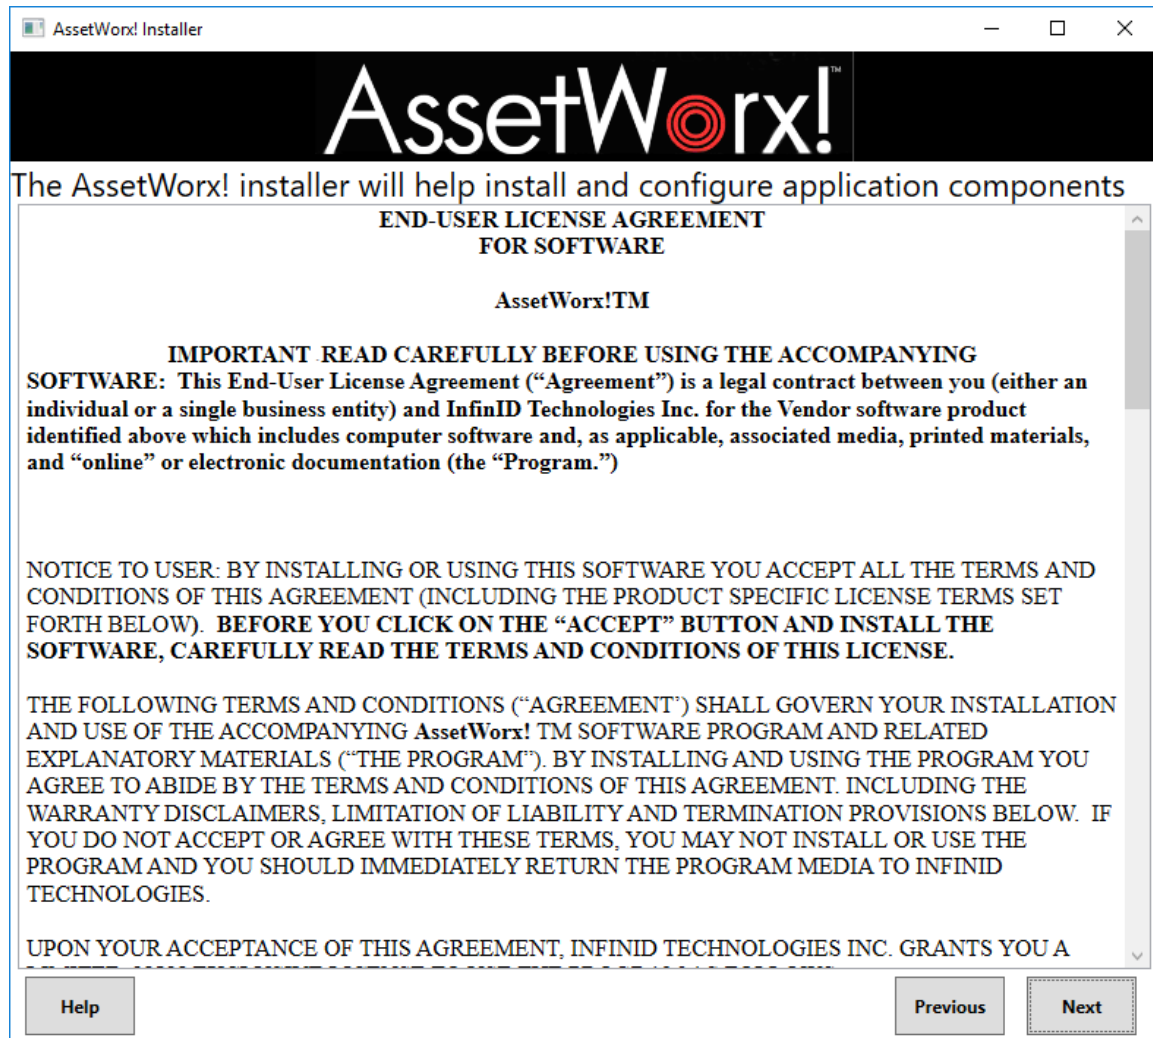 AssetWorx! Installer
AssetWorx!™
The AssetWorx! installer will help install and configure application components
END-USER LICENSE AGREEMENT
FOR SOFTWARE
AssetWorx!TM
IMPORTANT READ CAREFULLY BEFORE USING THE ACCOMPANYING
SOFTWARE:  This End-User License Agreement (“Agreement”) is a legal contract between you (either an
individual or a single business entity) and InfinID Technologies Inc. for the Vendor software product
identified above which includes computer software and, as applicable, associated media, printed materials,
and “online” or electronic documentation (the “Program.”)
NOTICE TO USER: BY INSTALLING OR USING THIS SOFTWARE YOU ACCEPT ALL THE TERMS AND
CONDITIONS OF THIS AGREEMENT (INCLUDING THE PRODUCT SPECIFIC LICENSE TERMS SET
FORTH BELOW).  BEFORE YOU CLICK ON THE “ACCEPT” BUTTON AND INSTALL THE
SOFTWARE, CAREFULLY READ THE TERMS AND CONDITIONS OF THIS LICENSE.
THE FOLLOWING TERMS AND CONDITIONS (“AGREEMENT’) SHALL GOVERN YOUR INSTALLATION
AND USE OF THE ACCOMPANYING AssetWorx! TM SOFTWARE PROGRAM AND RELATED
EXPLANATORY MATERIALS (“THE PROGRAM”). BY INSTALLING AND USING THE PROGRAM YOU
AGREE TO ABIDE BY THE TERMS AND CONDITIONS OF THIS AGREEMENT. INCLUDING THE
WARRANTY DISCLAIMERS, LIMITATION OF LIABILITY AND TERMINATION PROVISIONS BELOW.  IF
YOU DO NOT ACCEPT OR AGREE WITH THESE TERMS, YOU MAY NOT INSTALL OR USE THE
PROGRAM AND YOU SHOULD IMMEDIATELY RETURN THE PROGRAM MEDIA TO INFINID
TECHNOLOGIES.
UPON YOUR ACCEPTANCE OF THIS AGREEMENT, INFINID TECHNOLOGIES INC. GRANTS YOU A
Help
Previous
Next